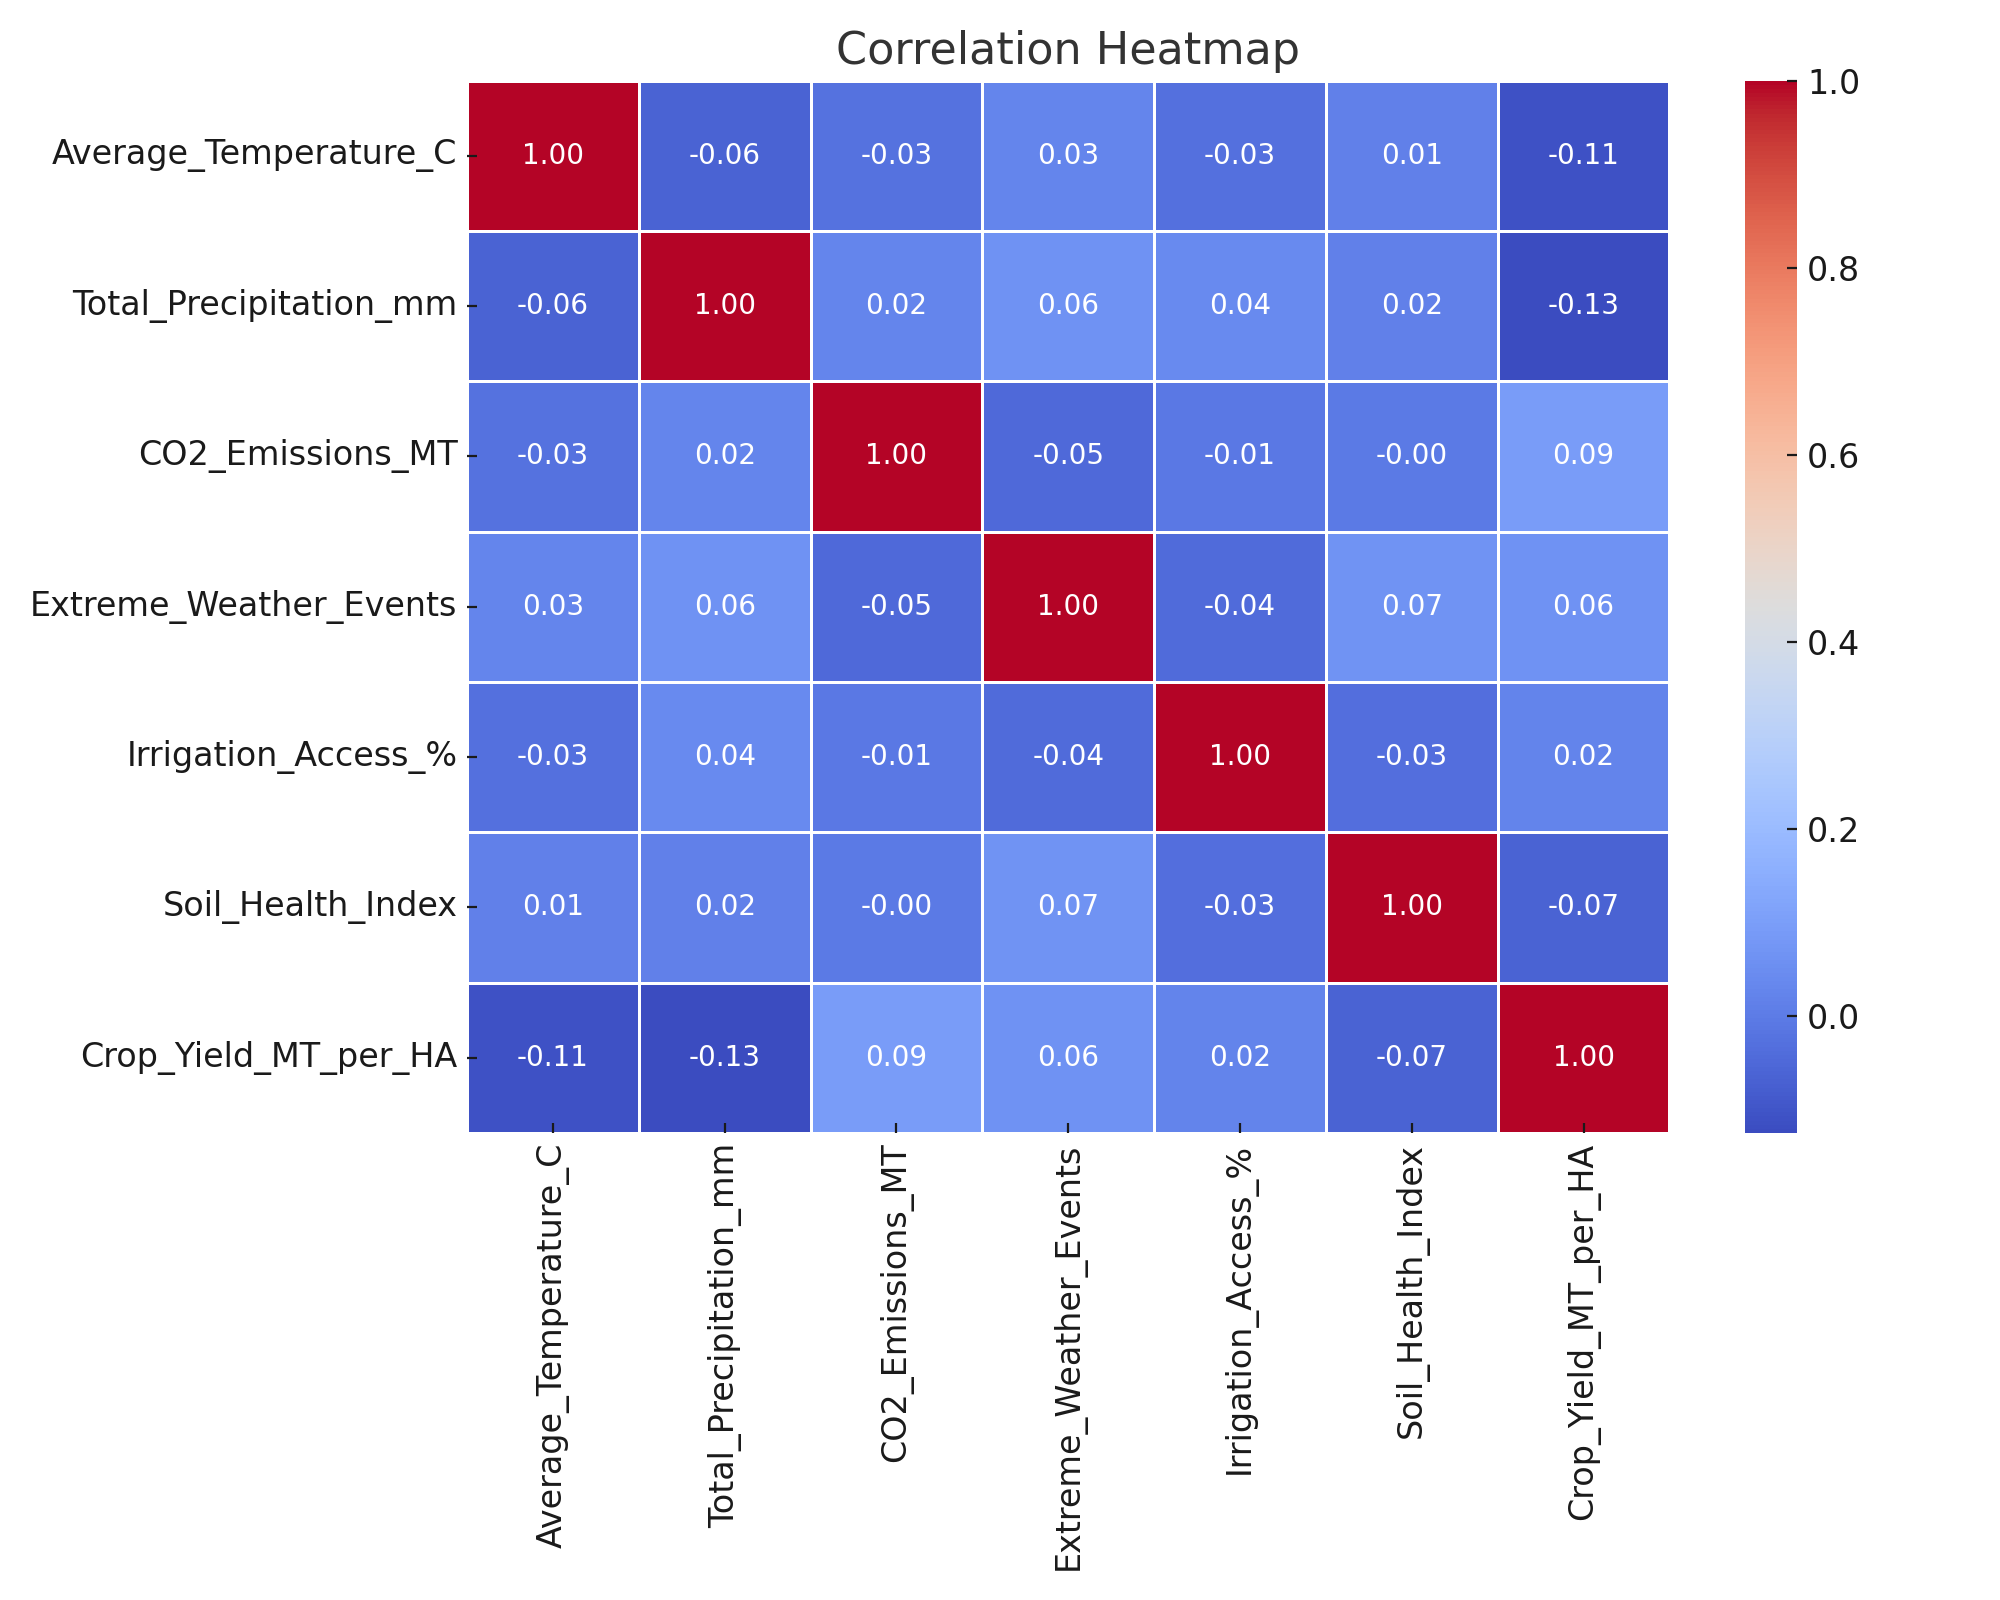 Correlation Heatmap
Average_Temperature_C 1.00 -0.06 -0.03 0.03 -0.03 0.01 -0.11
Total_Precipitation_mm -0.06 1.00 0.02 0.06 0.04 0.02 -0.13
CO2_Emissions_MT -0.03 0.02 1.00 -0.05 -0.01 -0.00 0.09
Extreme_Weather_Events 0.03 0.06 -0.05 1.00 -0.04 0.07 0.06
Irrigation_Access_% -0.03 0.04 -0.01 -0.04 1.00 -0.03 0.02
Soil_Health_Index 0.01 0.02 -0.00 0.07 -0.03 1.00 -0.07
Crop_Yield_MT_per_HA -0.11 -0.13 0.09 0.06 0.02 -0.07 1.00
Average_Temperature_C
Total_Precipitation_mm
CO2_Emissions_MT
Extreme_Weather_Events
Irrigation_Access_%
Soil_Health_Index
Crop_Yield_MT_per_HA
1.0
0.8
0.6
0.4
0.2
0.0